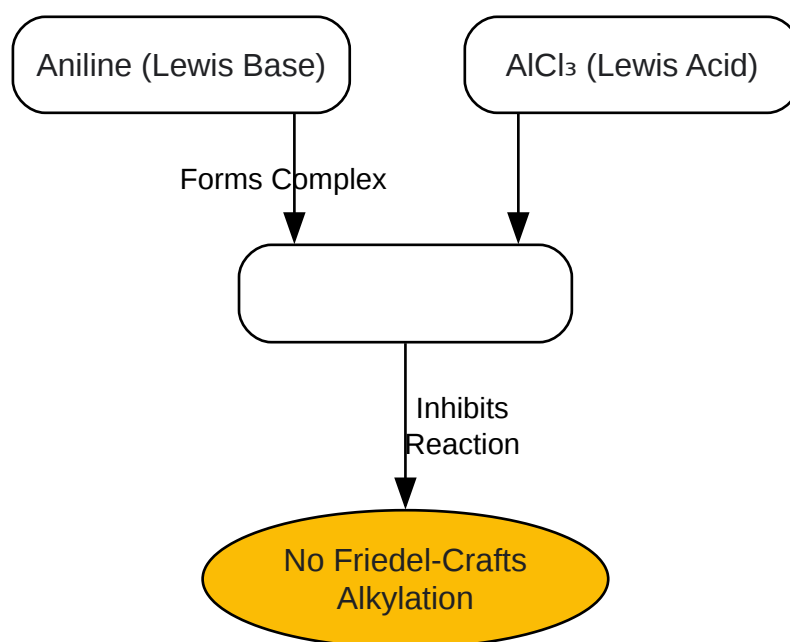 Aniline (Lewis Base)
AlCl₃ (Lewis Acid)
Forms Complex
Inhibits
Reaction
No Friedel-Crafts
Alkylation